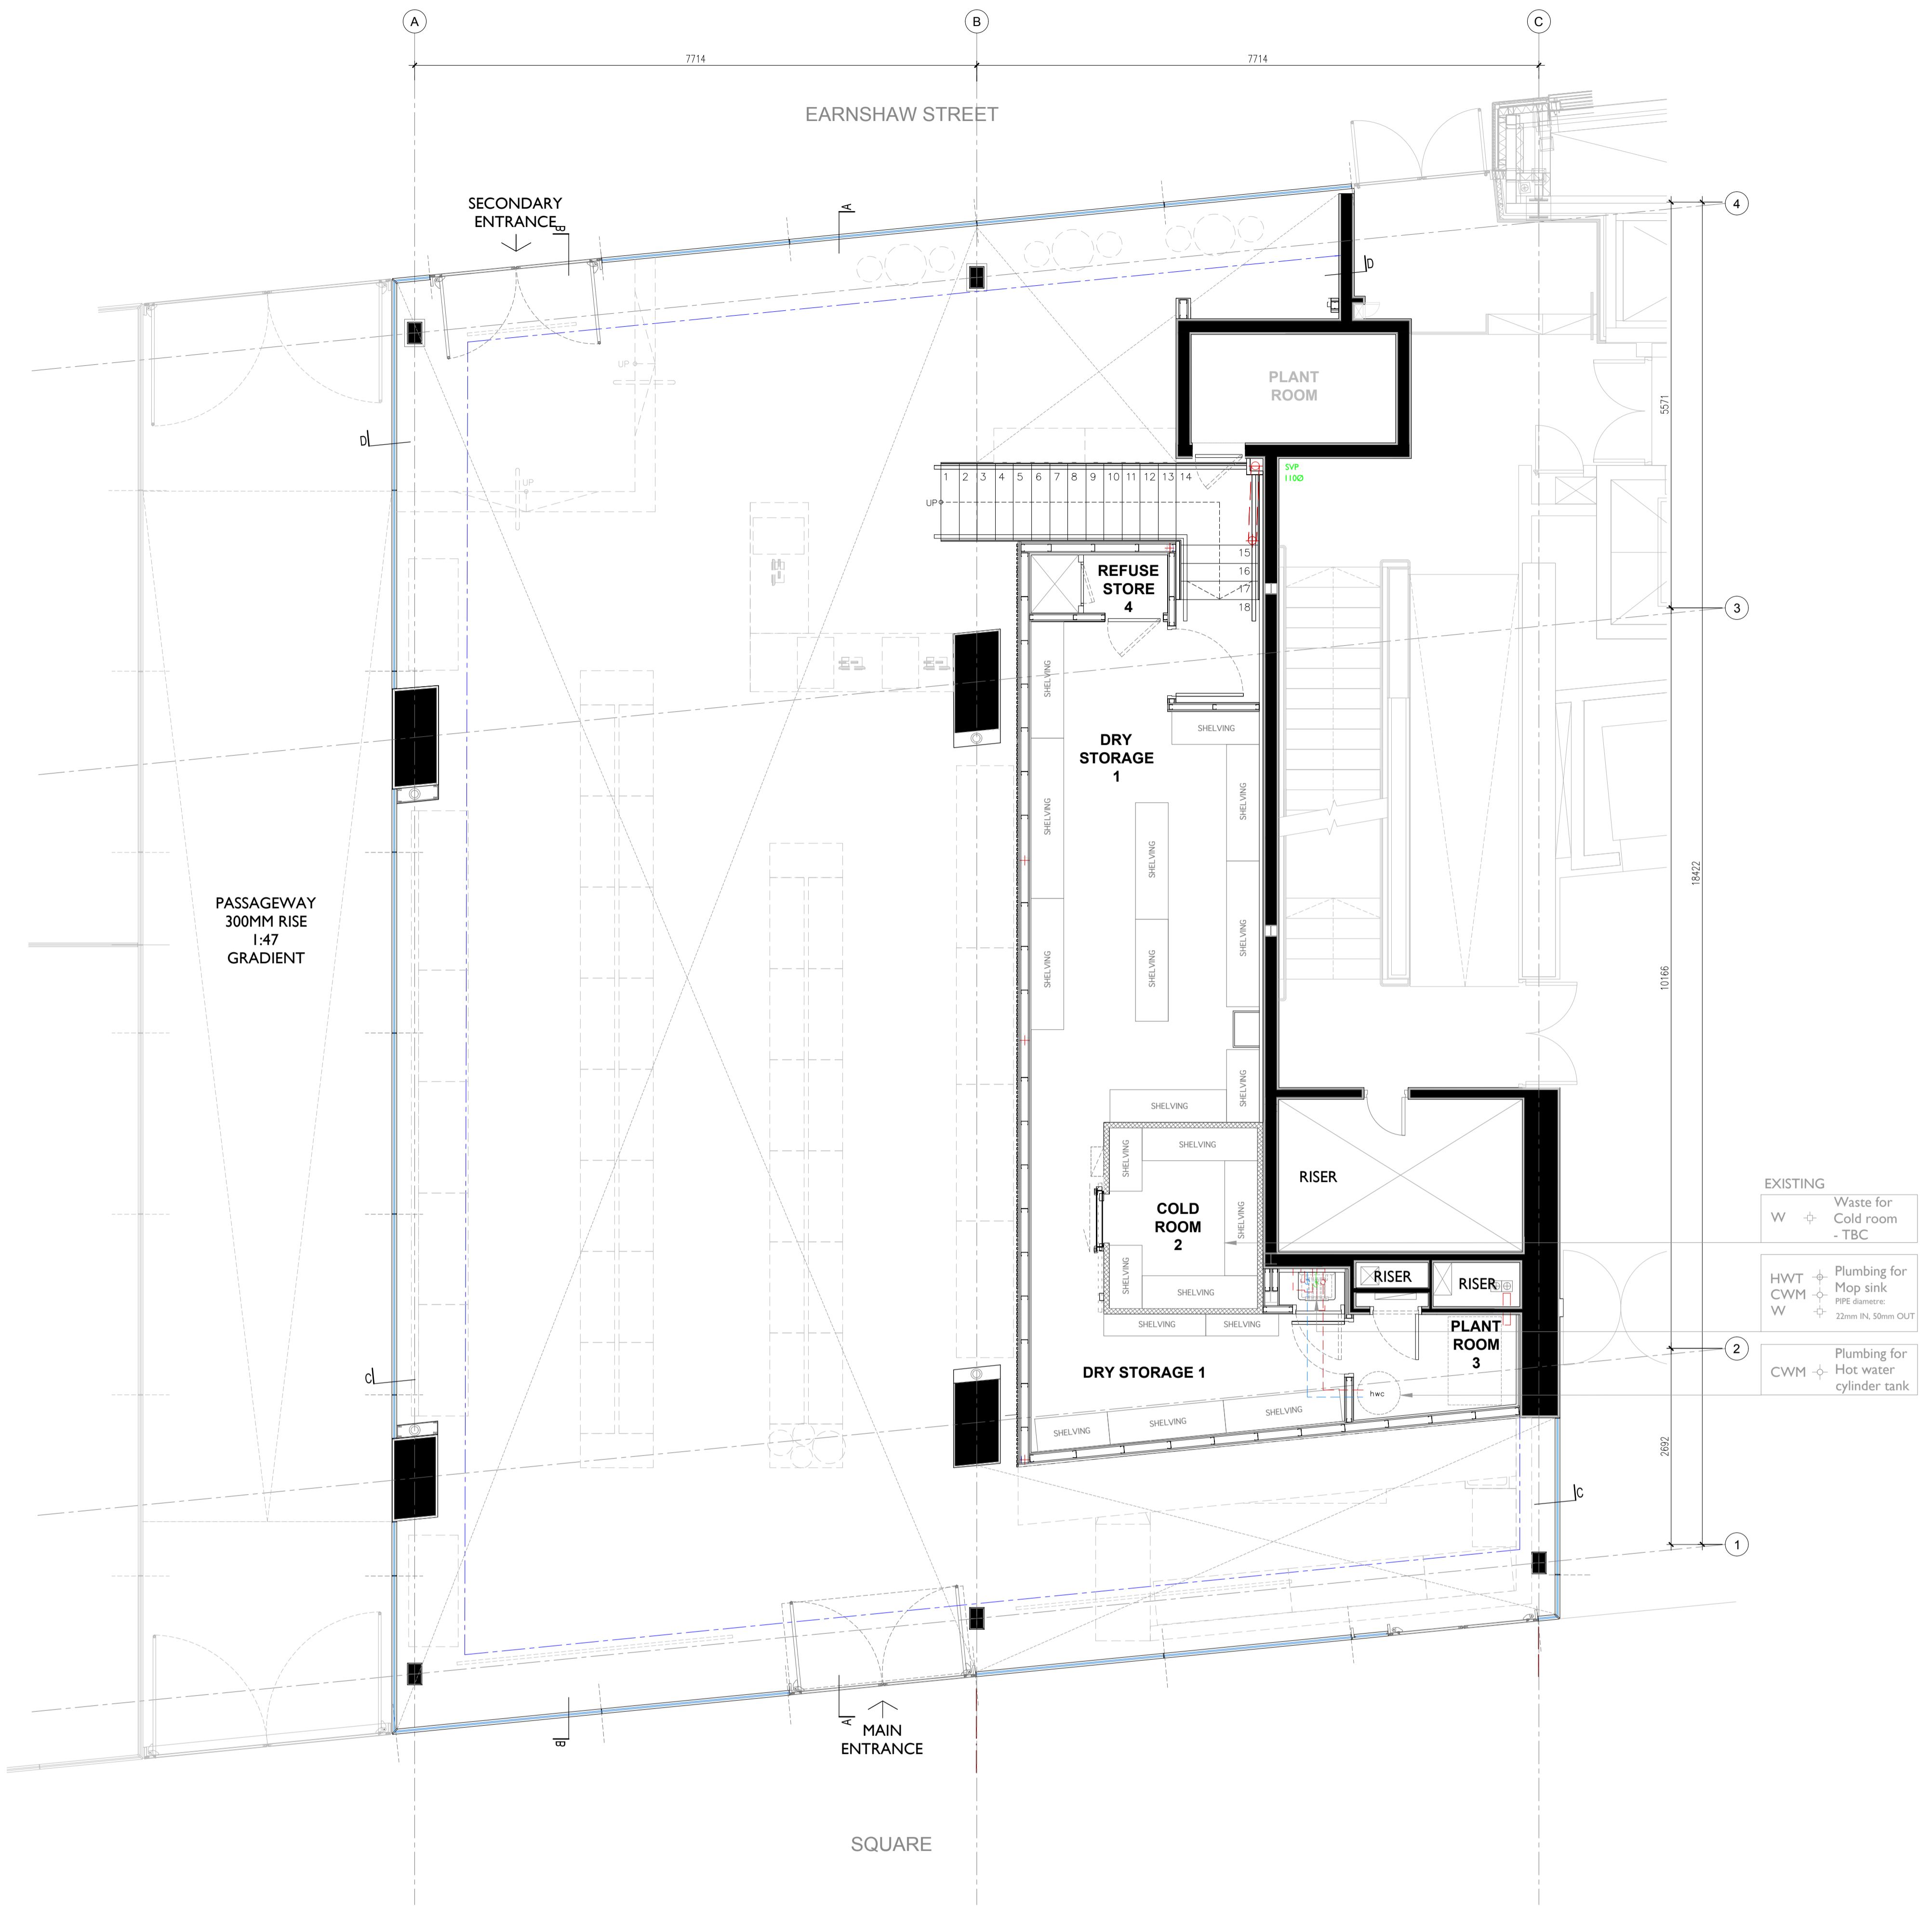 A
B
C
7714
7714
EARNSHAW STREET
SECONDARY
ENTRANCE
B
A
4
D
PLANT
ROOM
5571
D
UP
SVP
110Ø
UP
1 2 3 4 5 6 7 8 9 10 11 12 13 14
UP
15
16
17
18
REFUSE
STORE
4
3
SHELVING
SHELVING
DRY
STORAGE
1
SHELVING
SHELVING
SHELVING
18422
PASSAGEWAY
300MM RISE
1:47
GRADIENT
SHELVING
SHELVING
SHELVING
10166
SHELVING
SHELVING
SHELVING
SHELVING
RISER
COLD
ROOM
2
SHELVING
EXISTING
W
Waste for
Cold room
- TBC
SHELVING
SHELVING
RISER
RISER
HWT
CWM
W
Plumbing for
Mop sink
PIPE diametre:
22mm IN, 50mm OUT
SHELVING
SHELVING
PLANT
ROOM
3
2
DRY STORAGE 1
hwc
CWM
Plumbing for
Hot water
cylinder tank
C
SHELVING
SHELVING
SHELVING
2692
C
1
A
B
MAIN
ENTRANCE
SQUARE